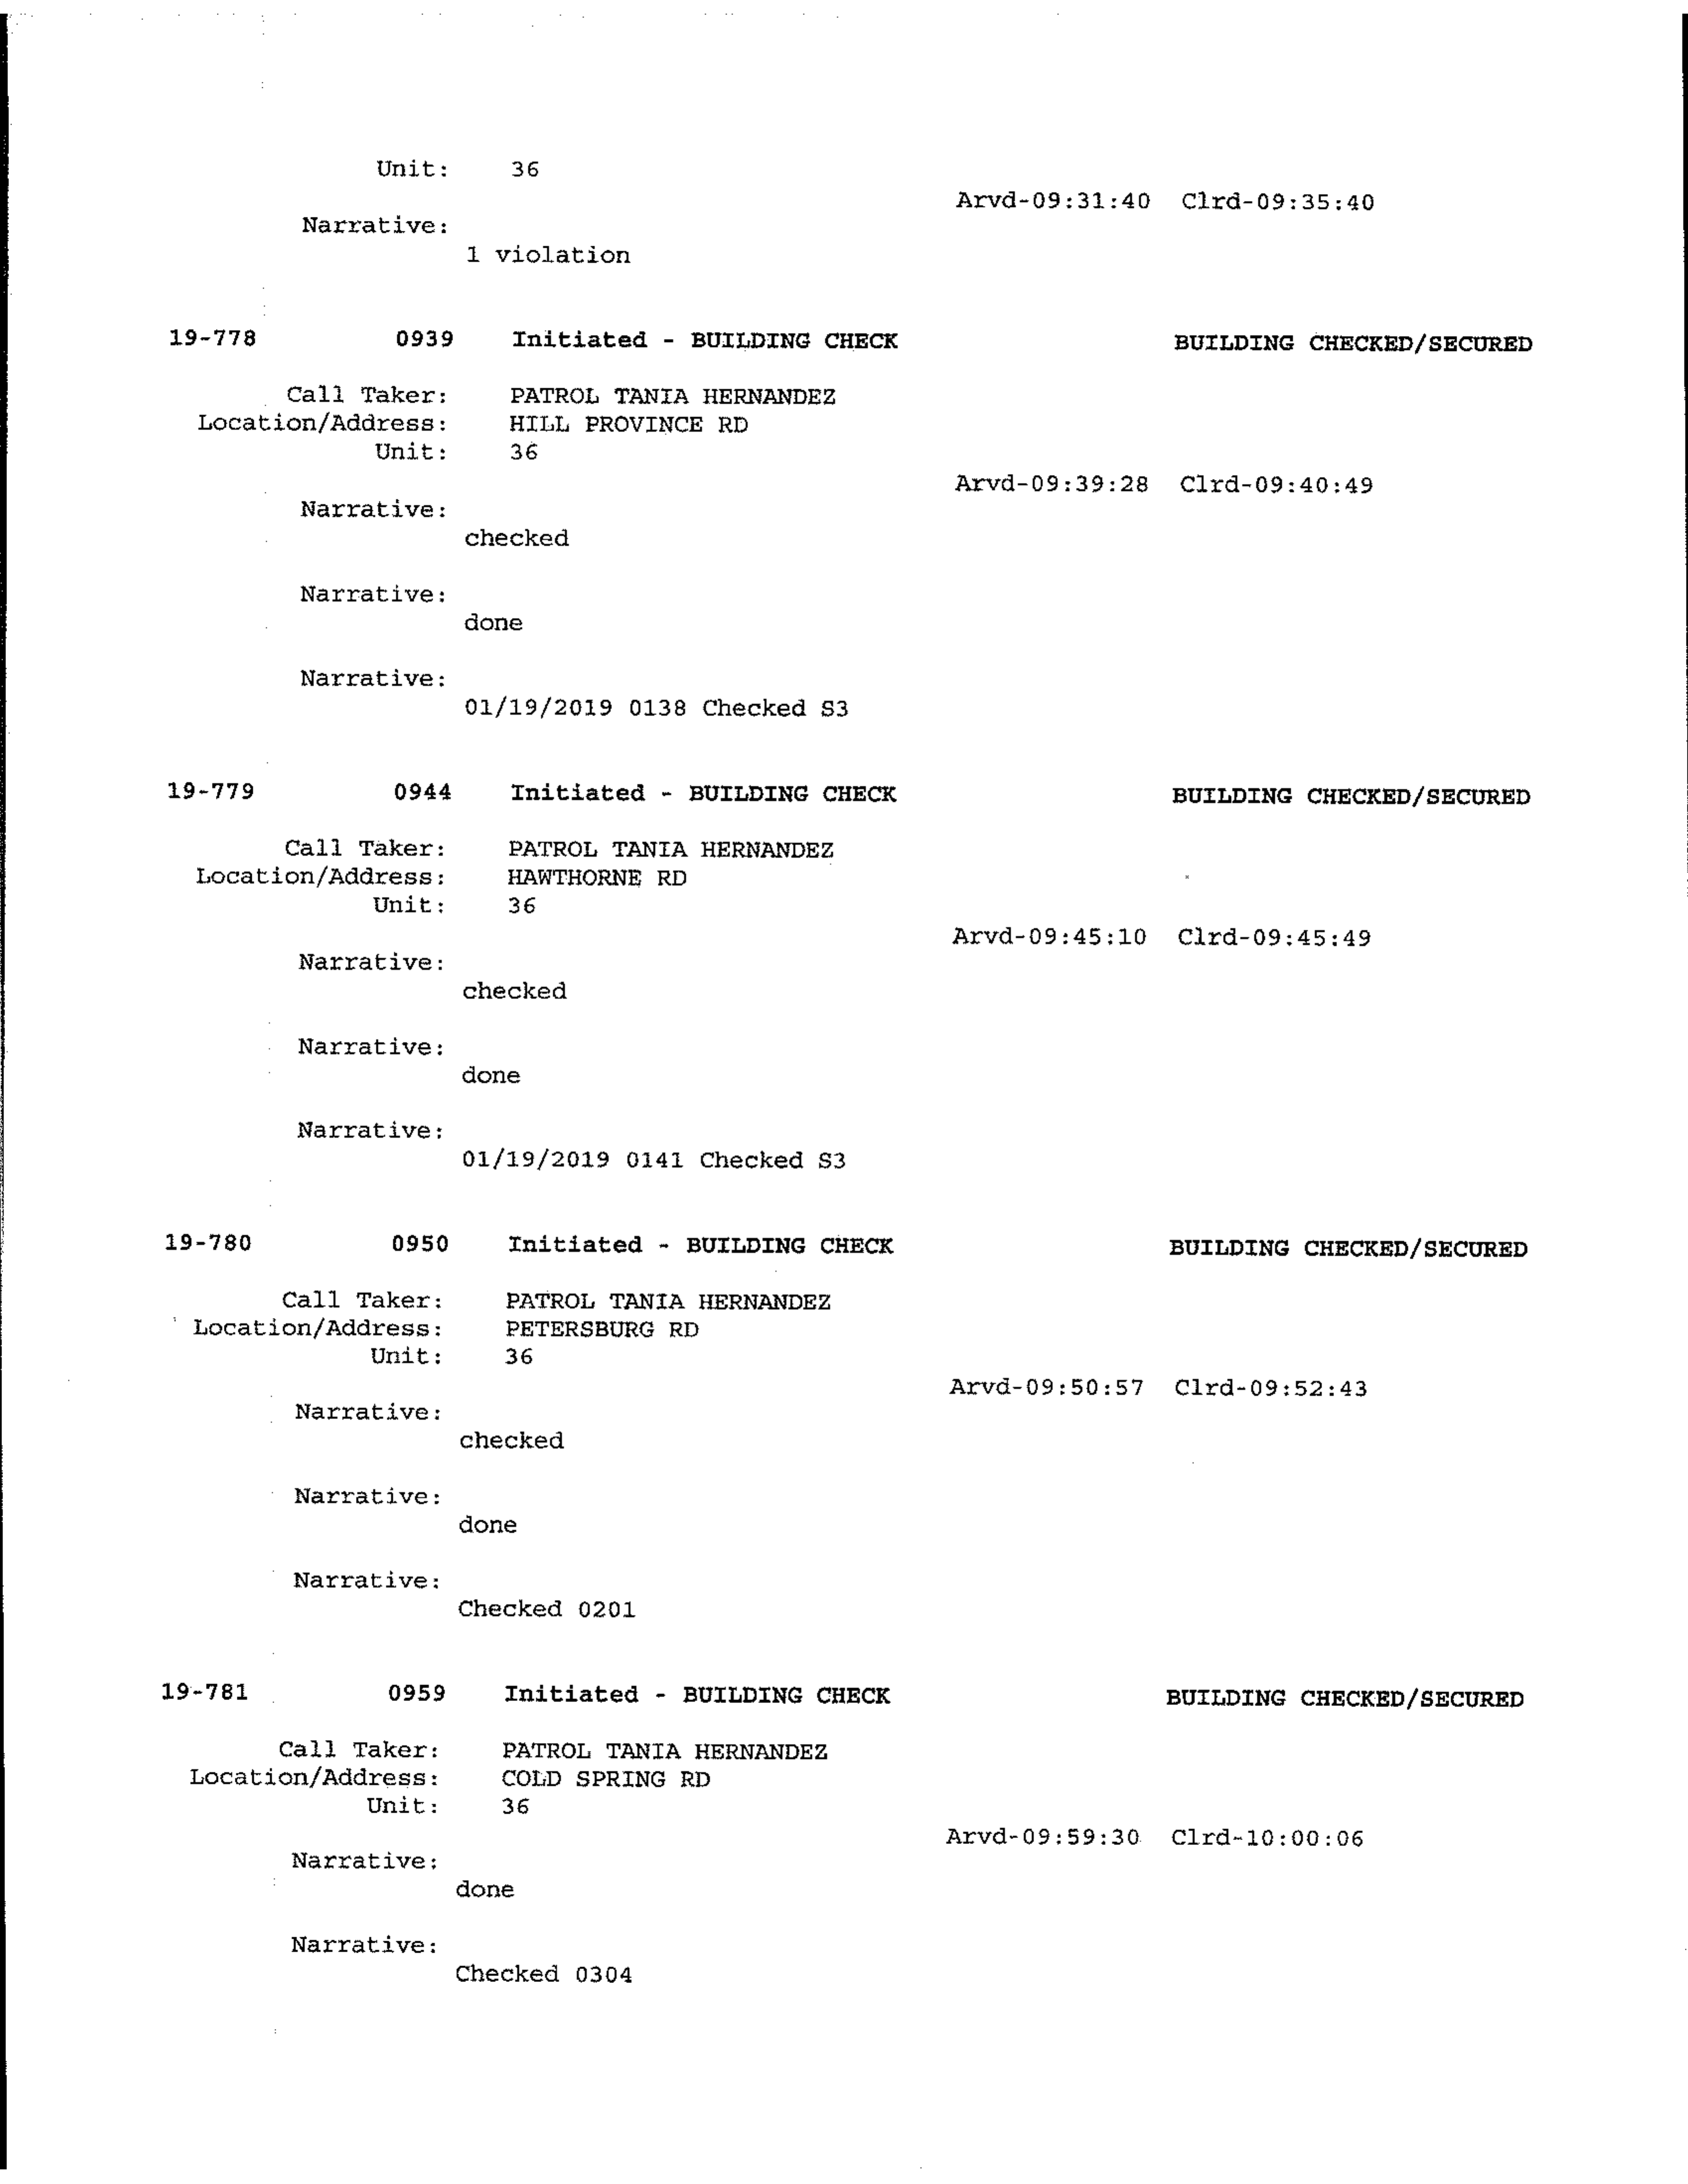 Unit: 36
Arvd-09:31:40 Clrd-09:35:40
Narrative:
1 violation
19-778 0939 Initiated - BUILDING CHECK BUILDING CHECKED/SECURED
Call Taker: PATROL TANIA HERNANDEZ
Location/Address: HILL PROVINCE RD
Unit: 36
Arvd-09:39:28 Clrd-09:40:49
Narrative:
checked
Narrative:
done
Narrative:
01/19/2019 0138 Checked S3
19-779 0944 Initiated - BUILDING CHECK BUILDING CHECKED/SECURED
Call Taker: PATROL TANIA HERNANDEZ
Location/Address: HAWTHORNE RD
Unit: 36
Arvd-09:45:10 Clrd-09:45:49
Narrative:
checked
Narrative:
done
Narrative:
01/19/2019 0141 Checked S3
19-780 0950 Initiated - BUILDING CHECK BUILDING CHECKED/SECURED
Call Taker: PATROL TANIA HERNANDEZ
Location/Address: PETERSBURG RD
Unit: 36
Arvd-09:50:57 Clrd-09:52:43
Narrative:
checked
Narrative:
done
Narrative:
Checked 0201
19-781 0959 Initiated - BUILDING CHECK BUILDING CHECKED/SECURED
Call Taker: PATROL TANIA HERNANDEZ
Location/Address: COLD SPRING RD
Unit: 36
Arvd-09:59:30 Clrd-10:00:06
Narrative:
done
Narrative:
Checked 0304